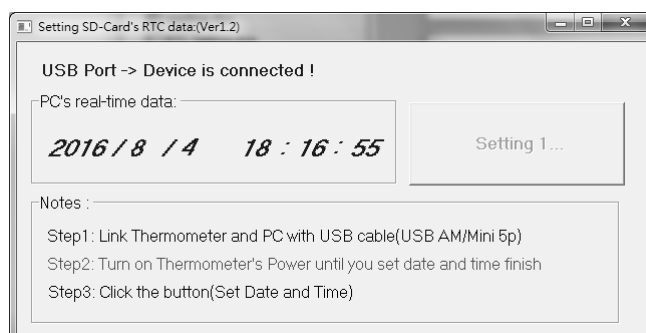 Setting SD-Card's RTC data:(Ver1.2)
USB Port -> Device is connected !
PC's real-time data:
2016 / 8 / 4 18 : 16 : 55
Setting 1...
Notes :
Step1: Link Thermometer and PC with USB cable(USB AM/Mini 5p)
Step2: Turn on Thermometer's Power until you set date and time finish
Step3: Click the button(Set Date and Time)